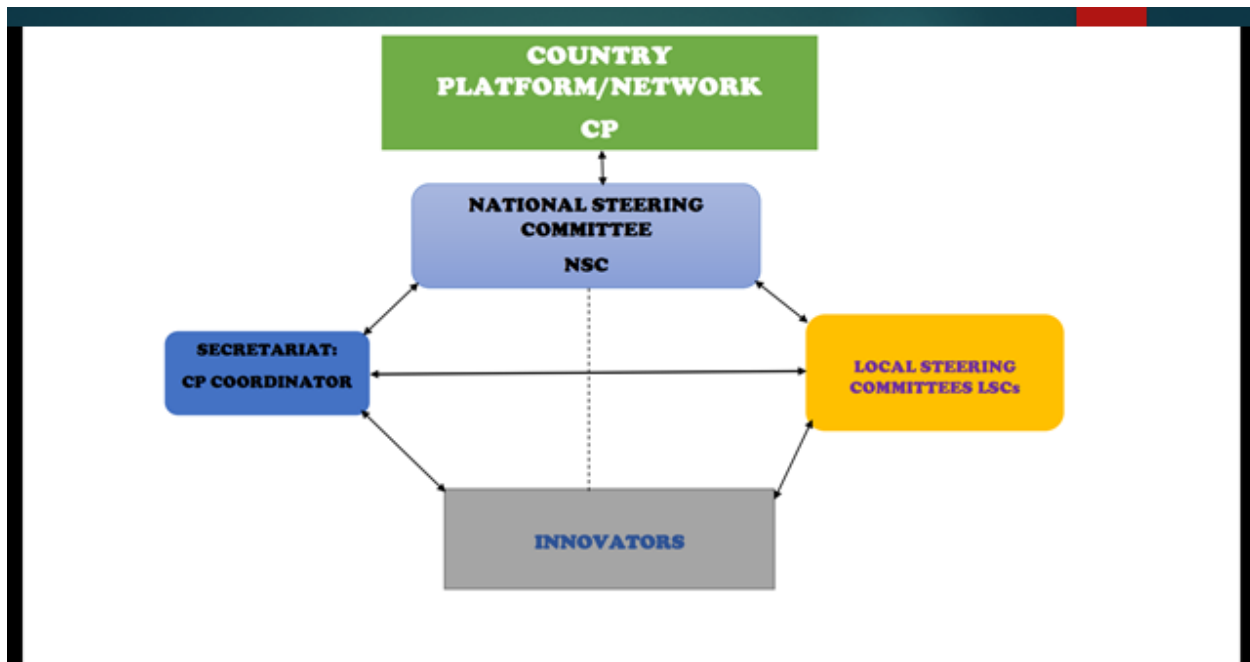 COUNTRY
PLATFORM/NETWORK
CP
NATIONAL STEERING
COMMITTEE
NSC
SECRETARIAT:
CP COORDINATOR
LOCAL STEERING
COMMITTEES LSCs
INNOVATORS